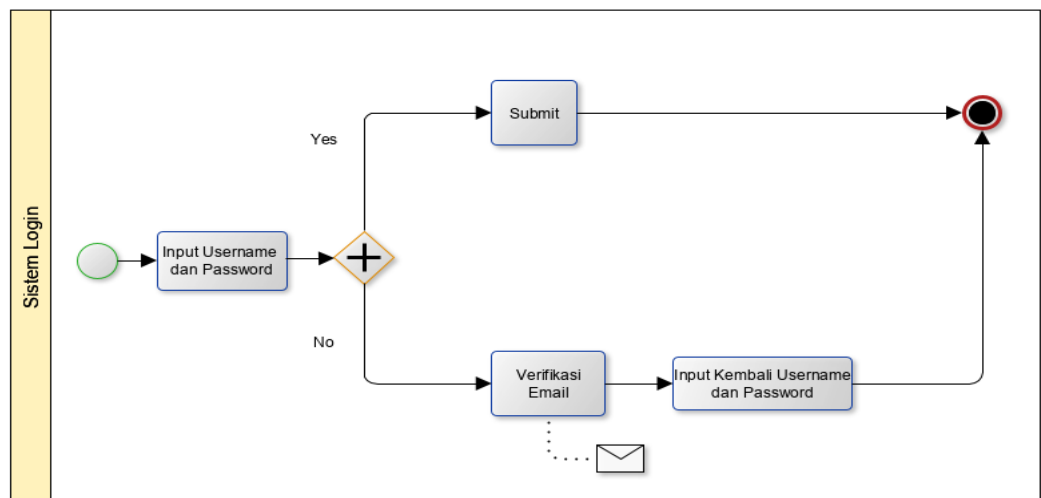 Sistem Login
Input Username
dan Password
Yes
No
Submit
Verifikasi
Email
Input Kembali Username
dan Password